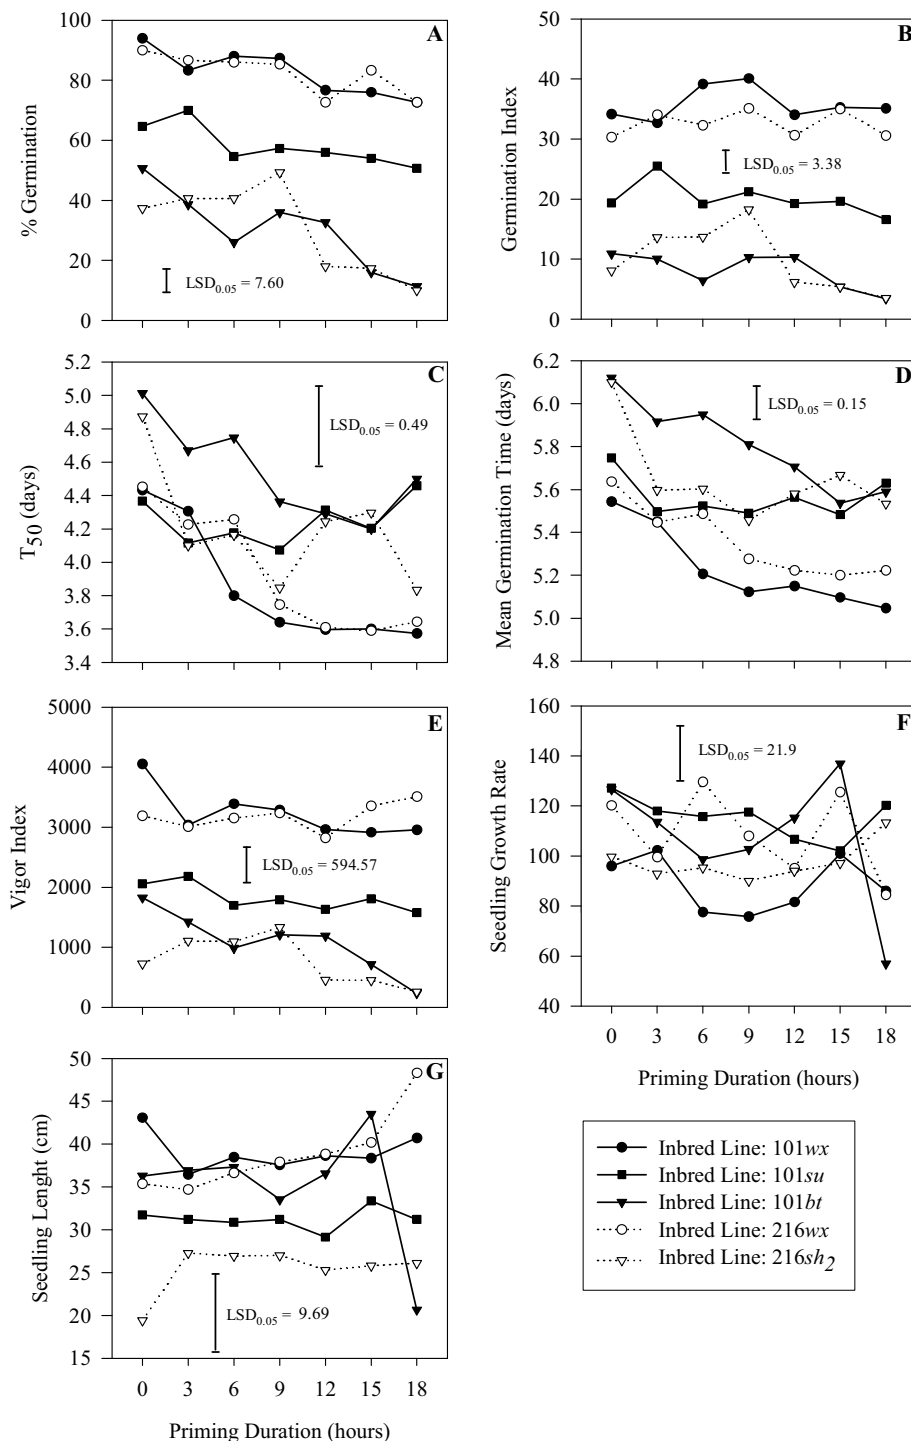 A
% Germination
100
80
60
40
20
0
LSD0.05 = 7.60
B
Germination Index
50
40
30
20
10
0
LSD0.05 = 3.38
C
T50 (days)
5.2
5.0
4.8
4.6
4.4
4.2
4.0
3.8
3.6
3.4
LSD0.05 = 0.49
D
Mean Germination Time (days)
6.2
6.0
5.8
5.6
5.4
5.2
5.0
4.8
LSD0.05 = 0.15
E
Vigor Index
5000
4000
3000
2000
1000
0
LSD0.05 = 594.57
F
Seedling Growth Rate
160
140
120
100
80
60
40
LSD0.05 = 21.9
0 3 6 9 12 15 18
Priming Duration (hours)
G
Seedling Lenght (cm)
50
45
40
35
30
25
20
15
LSD0.05 = 9.69
0 3 6 9 12 15 18
Priming Duration (hours)
Inbred Line: 101wx
Inbred Line: 101su
Inbred Line: 101bt
Inbred Line: 216wx
Inbred Line: 216sh2